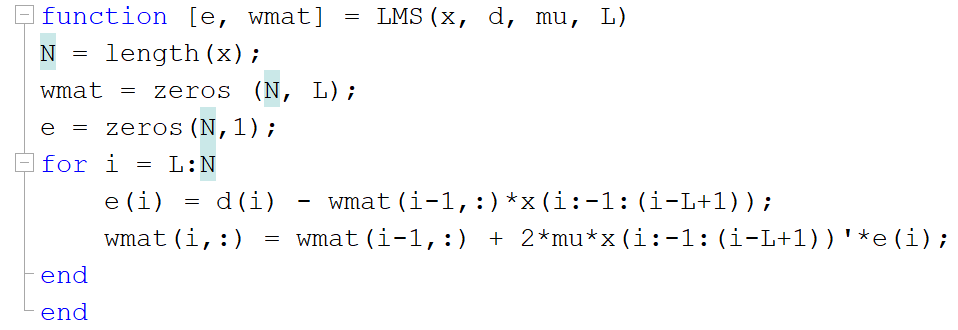 function [e, wmat] = LMS(x, d, mu, L)
N = length(x);
wmat = zeros (N, L);
e = zeros(N,1);
for i = L:N
    e(i) = d(i) - wmat(i-1,:)*x(i:-1:(i-L+1));
    wmat(i,:) = wmat(i-1,:) + 2*mu*x(i:-1:(i-L+1))'*e(i);
end
end